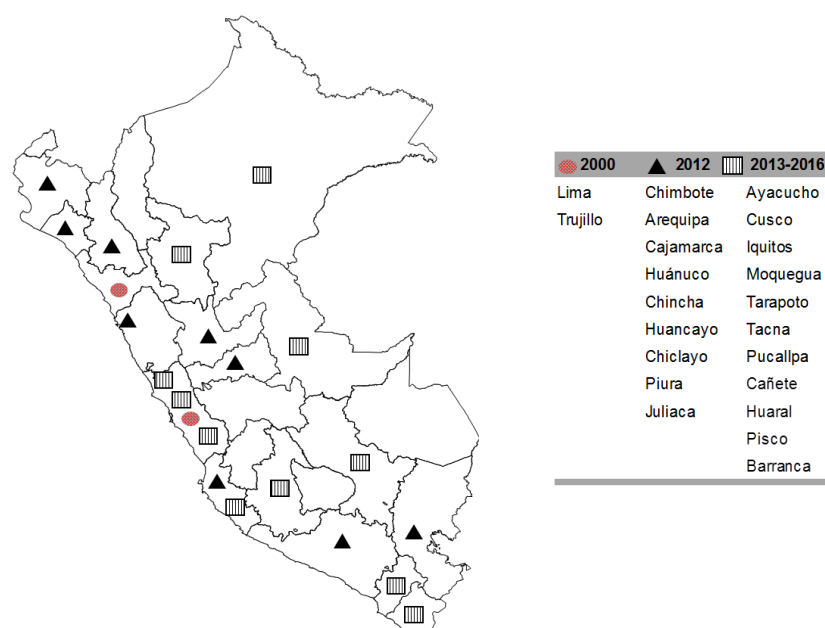 2000 2012 2013-2016
Lima Chimbote Ayacucho
Trujillo Arequipa Cusco
Cajamarca Iquitos
Huánuco Moquegua
Chincha Tarapoto
Huancayo Tacna
Chiclayo Pucallpa
Piura Cañete
Juliaca Huaral
Pisco
Barranca